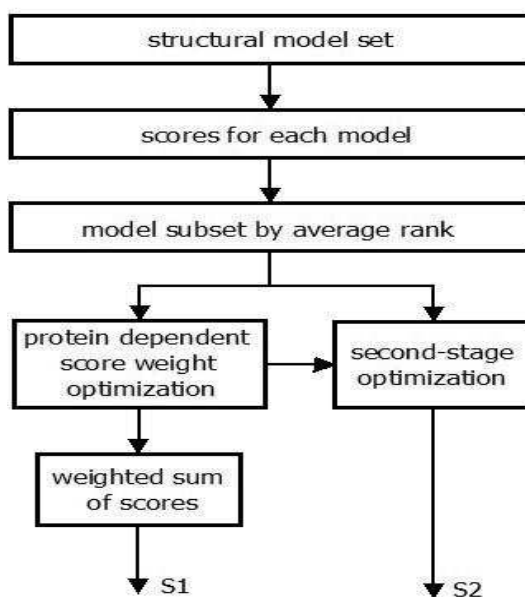 structural model set
scores for each model
model subset by average rank
protein dependent
score weight
optimization
second-stage
optimization
weighted sum
of scores
S1
S2